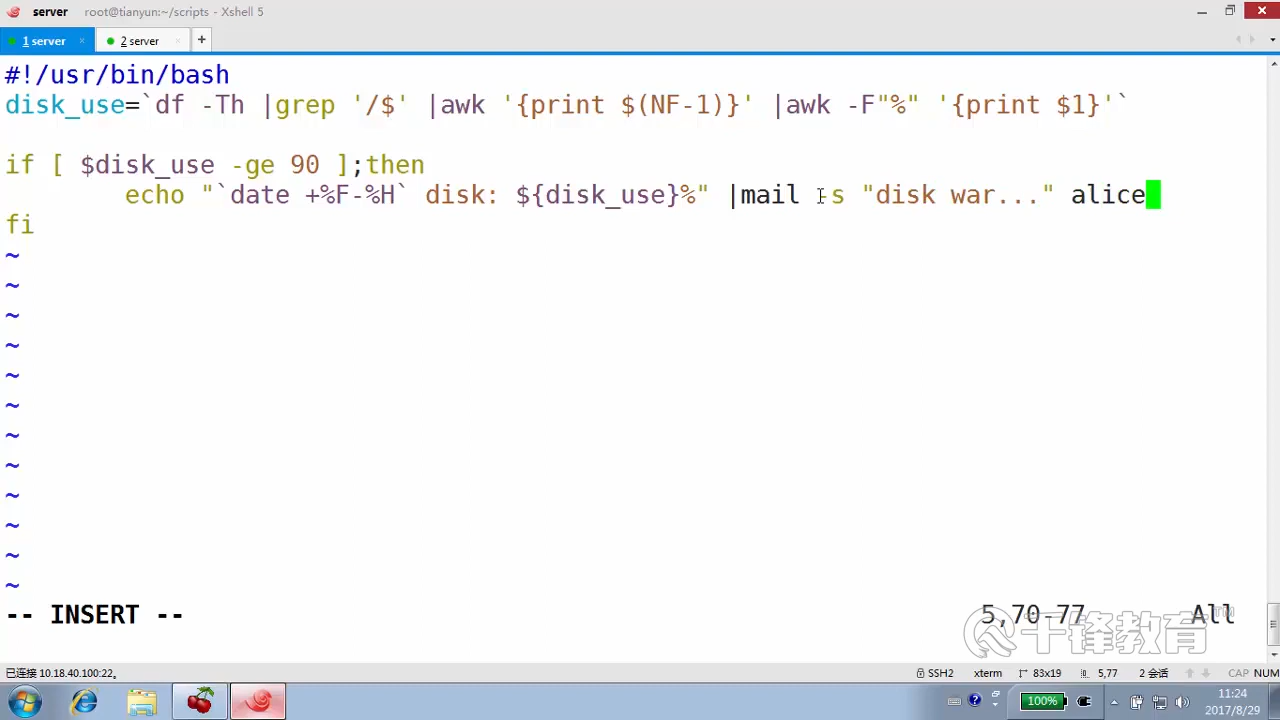 server root@tianyun:~/scripts - Xshell 5
1 server × 2 server × +
#!/usr/bin/bash
disk_use=`df -Th |grep '/$' |awk '{print $(NF-1)}' |awk -F"%" '{print $1}'`
if [ $disk_use -ge 90 ];then
echo "`date +%F-%H` disk: ${disk_use}%" |mail -s "disk war..." alice
fi
~
~
~
~
~
~
~
~
~
~
~
~
-- INSERT -- 5,70-77 All
千锋教育 TM
已连接 10.18.40.100:22。 SSH2 xterm 83x19 5,77 2 会话 CAP NUM
100% 11:24
2017/8/29